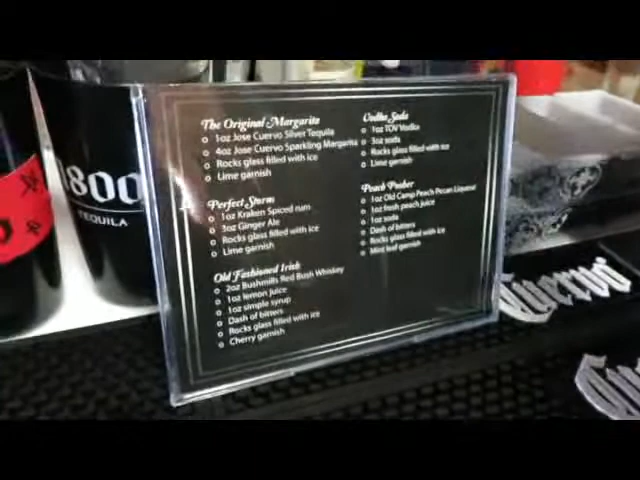 The Original Margarita
o 1oz Jose Cuervo Silver Tequila
o 4oz Jose Cuervo Sparkling Margarita
o Rocks glass filled with ice
o Lime garnish
Perfect Storm
o 1oz Kraken Spiced rum
o 3oz Ginger Ale
o Rocks glass filled with ice
o Lime garnish
Old Fashioned Irish
o 2oz Bushmills Red Bush Whiskey
o 1oz lemon juice
o 1oz simple syrup
o Dash of bitters
o Rocks glass filled with ice
o Cherry garnish
Vodka Soda
o 1oz TOV Vodka
o 3oz soda
o Rocks glass filled with ice
o Lime garnish
Peach Pusher
o 1oz Old Camp Peach Pecan Liqueur
o 1oz fresh peach juice
o 1oz soda
o Dash of bitters
o Rocks glass filled with ice
o Mint leaf garnish
1800
TEQUILA
Cuervo